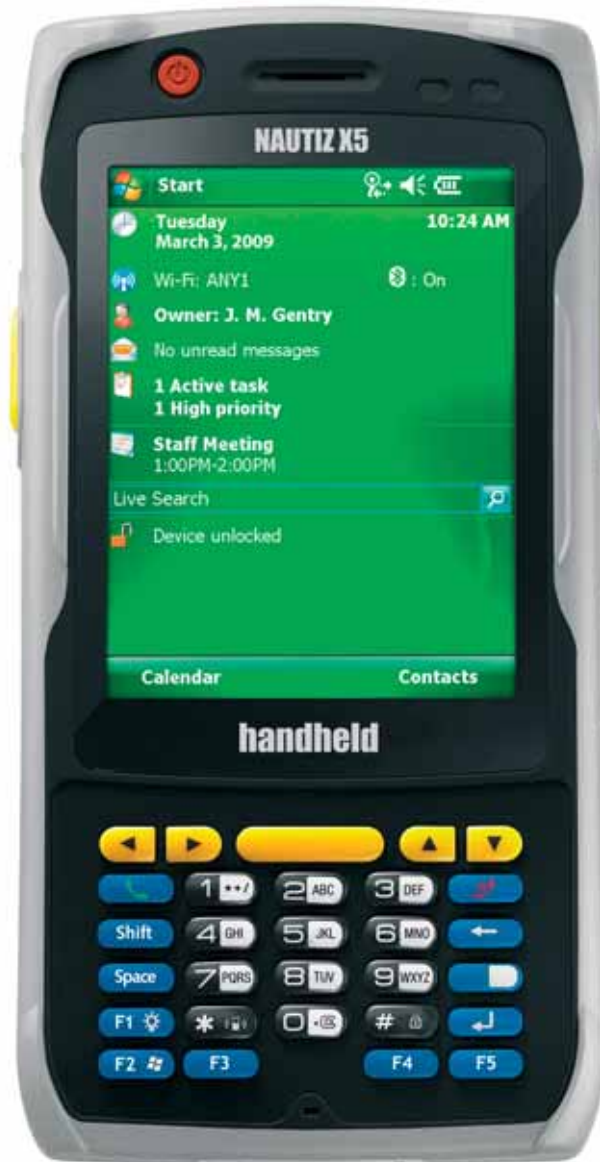 NAUTIZ X5
Start
Tuesday 10:24 AM
March 3, 2009
Wi-Fi: ANY1 : On
Owner: J. M. Gentry
No unread messages
1 Active task
1 High priority
Staff Meeting
1:00PM-2:00PM
Live Search
Device unlocked
Calendar Contacts
handheld
1 **/ 2 ABC 3 DEF
Shift 4 GHI 5 JKL 6 MNO
Space 7 PQRS 8 TUV 9 WXYZ
F1 * 0 #
F2 F3 F4 F5